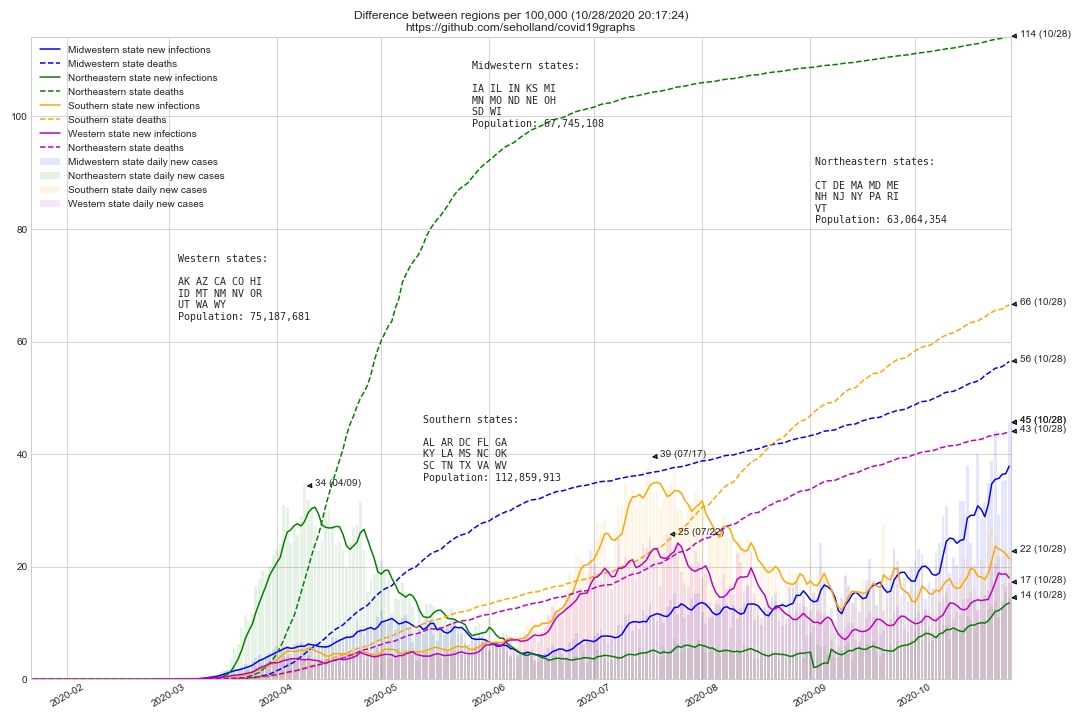 Difference between regions per 100,000 (10/28/2020 20:17:24)
https://github.com/seholland/covid19graphs
Midwestern state new infections
Midwestern state deaths
Northeastern state new infections
Northeastern state deaths
Southern state new infections
Southern state deaths
Western state new infections
Northeastern state deaths
Midwest state daily new cases
Northeastern state daily new cases
Southern state daily new cases
Western state daily new cases
Midwestern states:
IA IL IN KS MI
MN MO ND NE OH
SD WI
Population: 67,745,108
Northeastern states:
CT DE MA MD ME
NH NJ NY PA RI
VT
Population: 63,064,354
Western states:
AK AZ CA CO HI
ID MT NM NV OR
UT WA WY
Population: 75,187,681
Southern states:
AL AR DC FL GA
KY LA MS NC OK
SC TN TX VA WV
Population: 112,859,913
34 (04/09)
39 (07/17)
25 (07/22)
114 (10/28)
66 (10/28)
56 (10/28)
45 (10/28)
43 (10/28)
22 (10/28)
17 (10/28)
14 (10/28)
100
80
60
40
20
0
2020-02
2020-03
2020-04
2020-05
2020-06
2020-07
2020-08
2020-09
2020-10